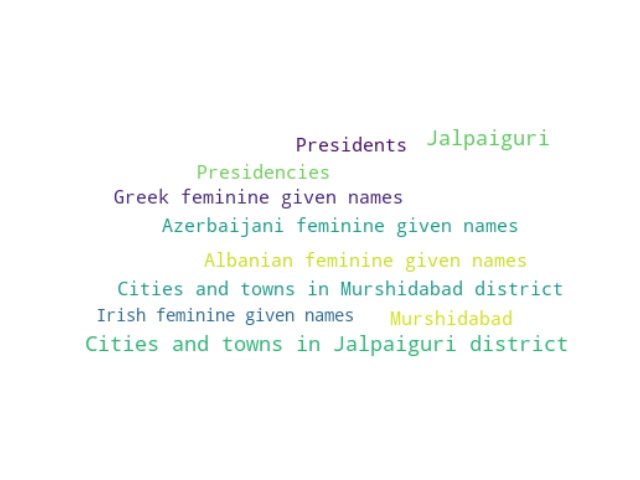 Presidents
Jalpaiguri
Presidencies
Greek feminine given names
Azerbaijani feminine given names
Albanian feminine given names
Cities and towns in Murshidabad district
Irish feminine given names
Murshidabad
Cities and towns in Jalpaiguri district